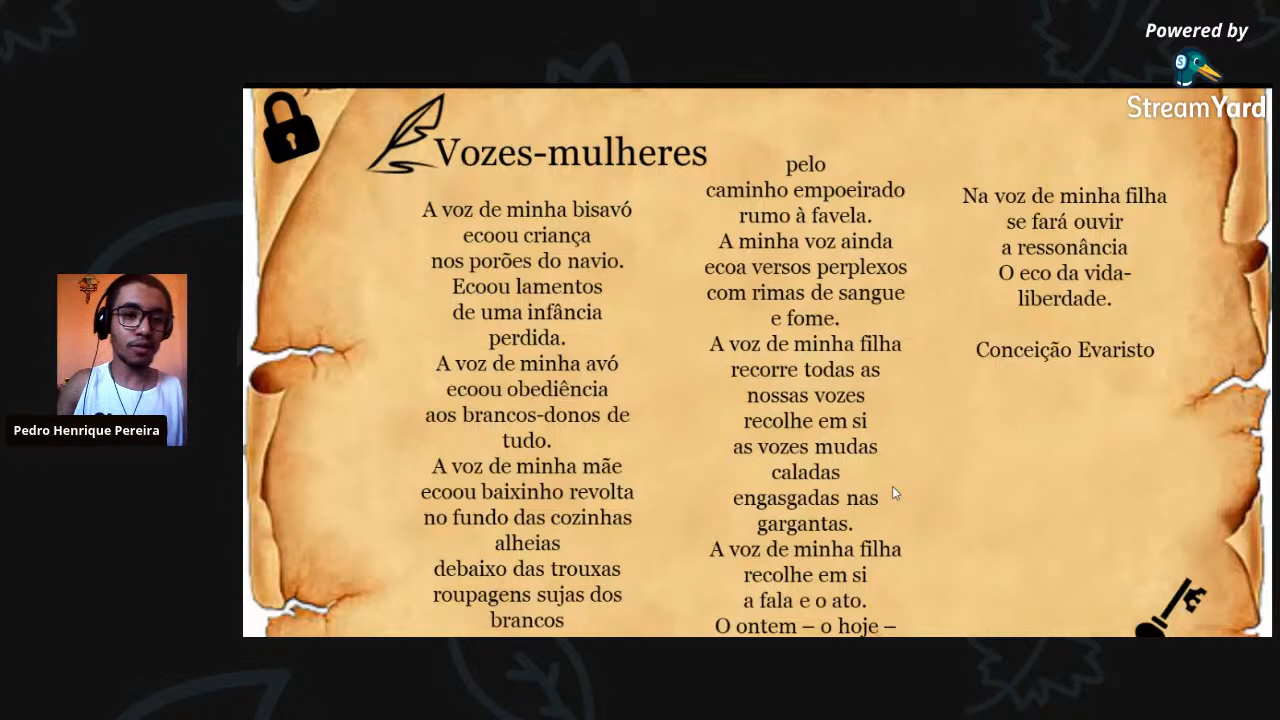 Powered by
StreamYard
Vozes-mulheres
A voz de minha bisavó
ecoou criança
nos porões do navio.
Ecoou lamentos
de uma infância
perdida.
A voz de minha avó
ecoou obediência
aos brancos-donos de
tudo.
A voz de minha mãe
ecoou baixinho revolta
no fundo das cozinhas
alheias
debaixo das trouxas
roupagens sujas dos
brancos
pelo
caminho empoeirado
rumo à favela.
A minha voz ainda
ecoa versos perplexos
com rimas de sangue
e fome.
A voz de minha filha
recorre todas as
nossas vozes
recolhe em si
as vozes mudas
caladas
engasgadas nas
gargantas.
A voz de minha filha
recolhe em si
a fala e o ato.
O ontem – o hoje –
Na voz de minha filha
se fará ouvir
a ressonância
O eco da vida-
liberdade.
Conceição Evaristo
Pedro Henrique Pereira